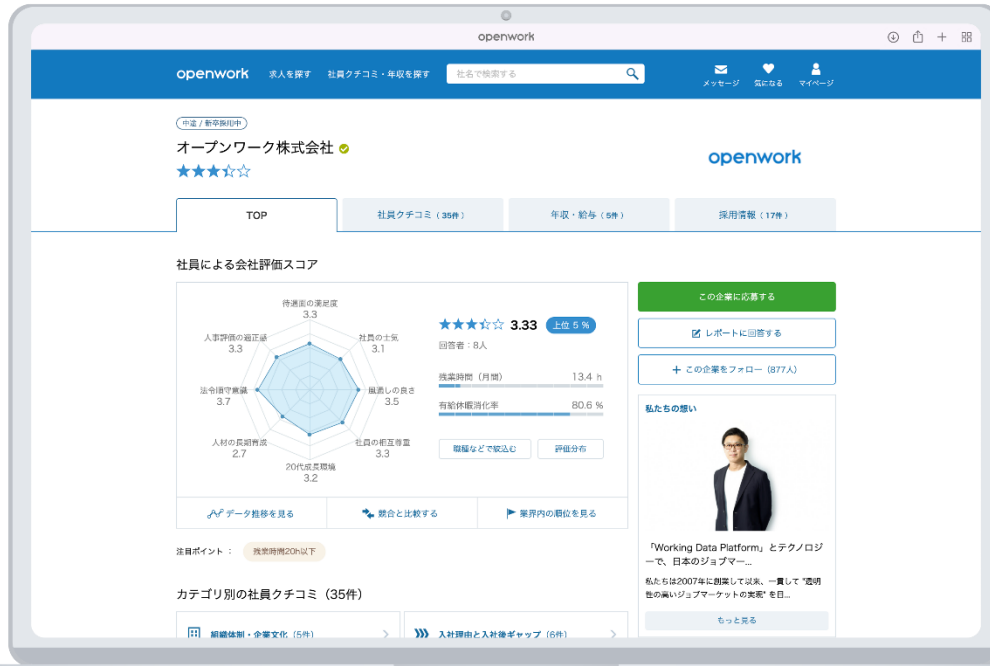 openwork
openwork 求人を探す 社員クチコミ・年収を探す 社名で検索する メッセージ 気になる マイページ
中途 / 新卒採用中
オープンワーク株式会社
openwork
TOP 社員クチコミ（35件） 年収・給与（5件） 採用情報（17件）
社員による会社評価スコア
待遇面の満足度
3.3
社員の士気
3.1
風通しの良さ
3.5
社員の相互尊重
3.3
20代成長環境
3.2
人材の長期育成
2.7
法令順守意識
3.7
人事評価の適正感
3.3
3.33 上位 5 %
回答者：8人
残業時間（月間） 13.4 h
有給休暇消化率 80.6 %
職種などで絞込む 評価分布
データ推移を見る 競合と比較する 業界内の順位を見る
注目ポイント ： 残業時間20h以下
カテゴリ別の社員クチコミ（35件）
組織体制・企業文化（5件） 入社理由と入社後ギャップ（6件）
この企業に応募する
レポートに回答する
この企業をフォロー（877人）
私たちの想い
「Working Data Platform」とテクノロジ
ーで、日本のジョブマー...
私たちは2007年に創業して以来、一貫して "透明
性の高いジョブマーケットの実現" を目...
もっと見る